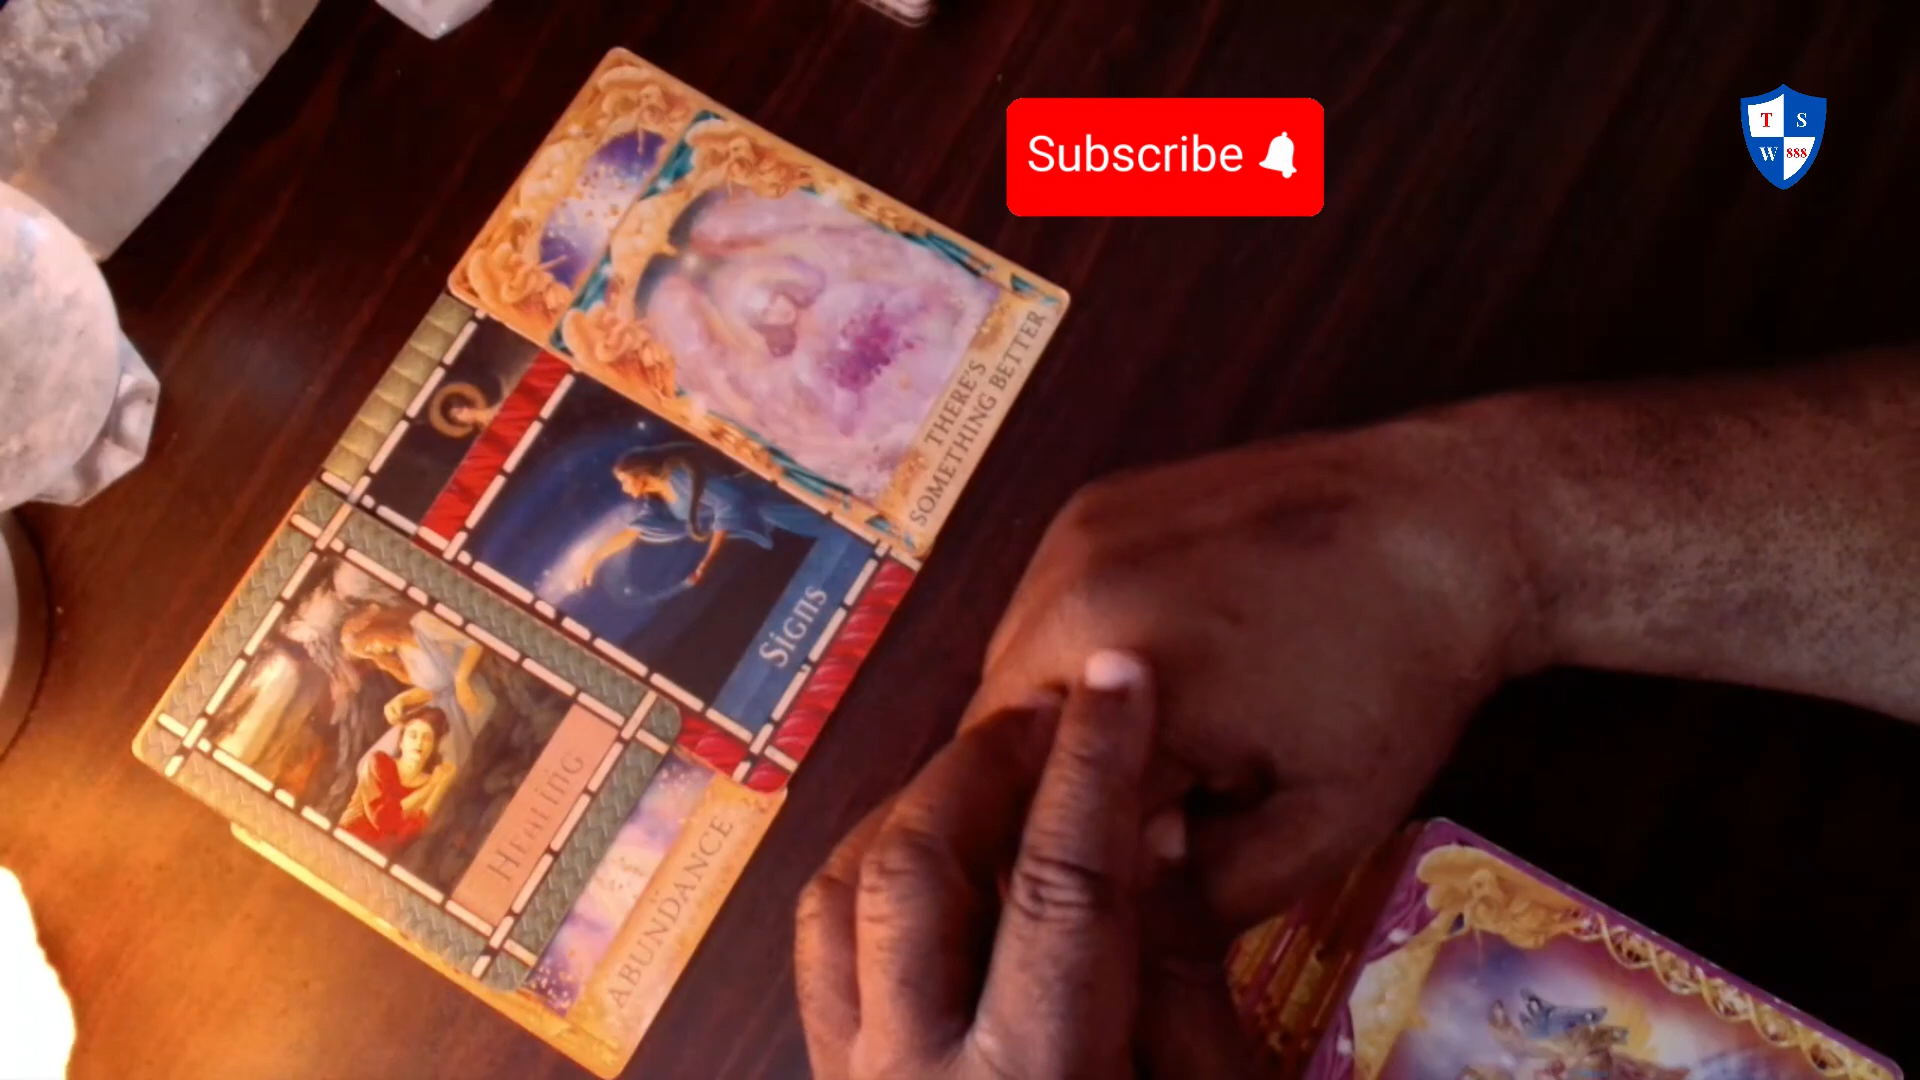 Subscribe
T S
W 888
THERE'S
SOMETHING BETTER
Signs
Healing
ABUNDANCE